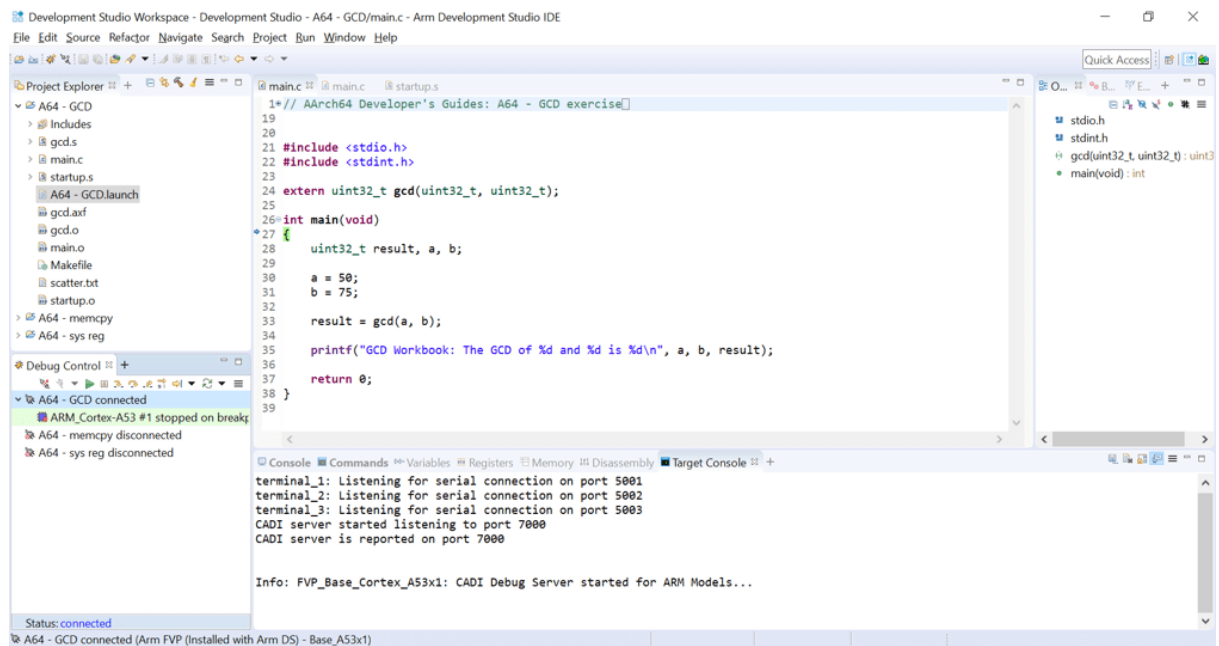 Development Studio Workspace - Development Studio - A64 - GCD/main.c - Arm Development Studio IDE
File Edit Source Refactor Navigate Search Project Run Window Help
Quick Access
Project Explorer
A64 - GCD
Includes
gcd.s
main.c
startup.s
A64 - GCD.launch
gcd.axf
gcd.o
main.o
Makefile
scatter.txt
startup.o
A64 - memcpy
A64 - sys reg
Debug Control
A64 - GCD connected
ARM_Cortex-A53 #1 stopped on breakp
A64 - memcpy disconnected
A64 - sys reg disconnected
Status: connected
main.c main.c startup.s
1 // AArch64 Developer's Guides: A64 - GCD exercise
19
20
21 #include <stdio.h>
22 #include <stdint.h>
23
24 extern uint32_t gcd(uint32_t, uint32_t);
25
26 int main(void)
27 {
28 uint32_t result, a, b;
29
30 a = 50;
31 b = 75;
32
33 result = gcd(a, b);
34
35 printf("GCD Workbook: The GCD of %d and %d is %d\n", a, b, result);
36
37 return 0;
38 }
39
O... B... E...
stdio.h
stdint.h
gcd(uint32_t, uint32_t) : uint3
main(void) : int
Console Commands Variables Registers Memory Disassembly Target Console
terminal_1: Listening for serial connection on port 5001
terminal_2: Listening for serial connection on port 5002
terminal_3: Listening for serial connection on port 5003
CADI server started listening to port 7000
CADI server is reported on port 7000
Info: FVP_Base_Cortex_A53x1: CADI Debug Server started for ARM Models...
A64 - GCD connected (Arm FVP (Installed with Arm DS) - Base_A53x1)